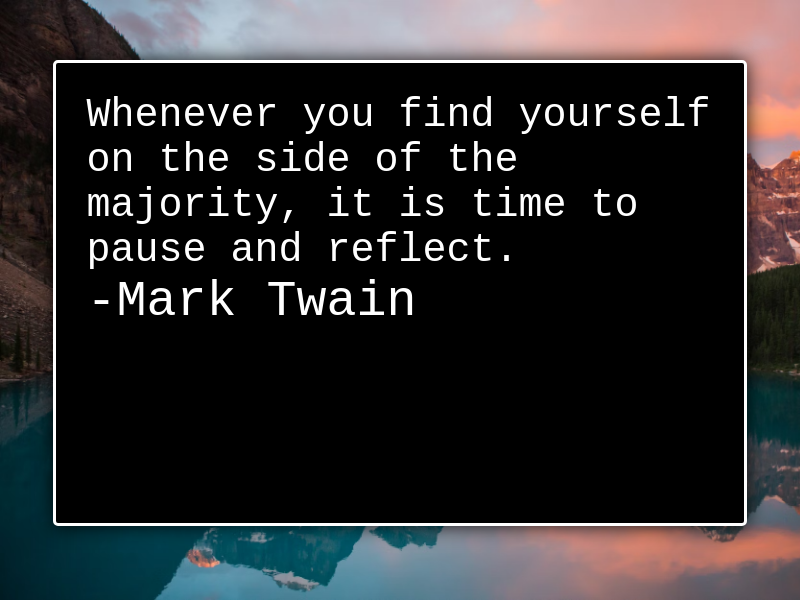 Whenever you find yourself
on the side of the
majority, it is time to
pause and reflect.
-Mark Twain